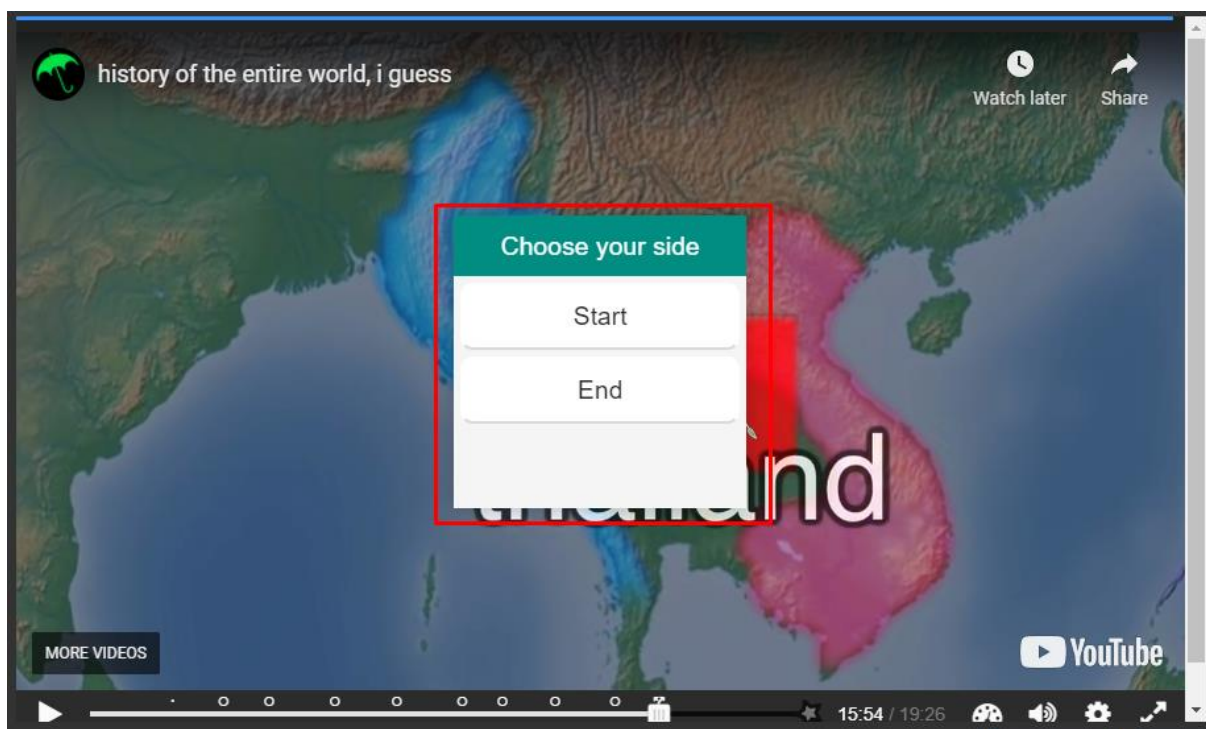 history of the entire world, i guess
Watch later
Share
Choose your side
Start
End
thailand
MORE VIDEOS
YouTube
15:54 / 19:26